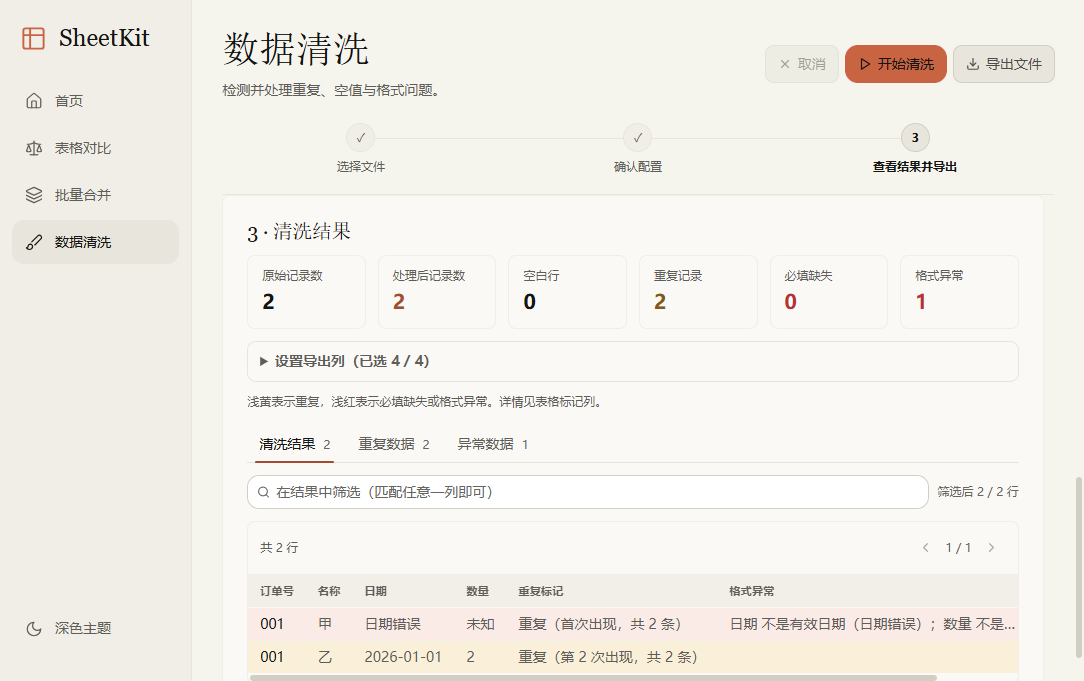 SheetKit
首页
表格对比
批量合并
数据清洗
深色主题
数据清洗
检测并处理重复、空值与格式问题。
取消
开始清洗
导出文件
✓ ✓ 3
选择文件 确认配置 查看结果并导出
3 · 清洗结果
原始记录数 处理后记录数 空白行 重复记录 必填缺失 格式异常
2 2 0 2 0 1
设置导出列（已选 4 / 4）
浅黄表示重复，浅红表示必填缺失或格式异常。详情见表格标记列。
清洗结果 2 重复数据 2 异常数据 1
在结果中筛选（匹配任意一列即可） 筛选后 2 / 2 行
共 2 行 1 / 1
订单号 名称 日期 数量 重复标记 格式异常
001 甲 日期错误 未知 重复（首次出现，共 2 条） 日期 不是有效日期（日期错误）；数量 不是...
001 乙 2026-01-01 2 重复（第 2 次出现，共 2 条）